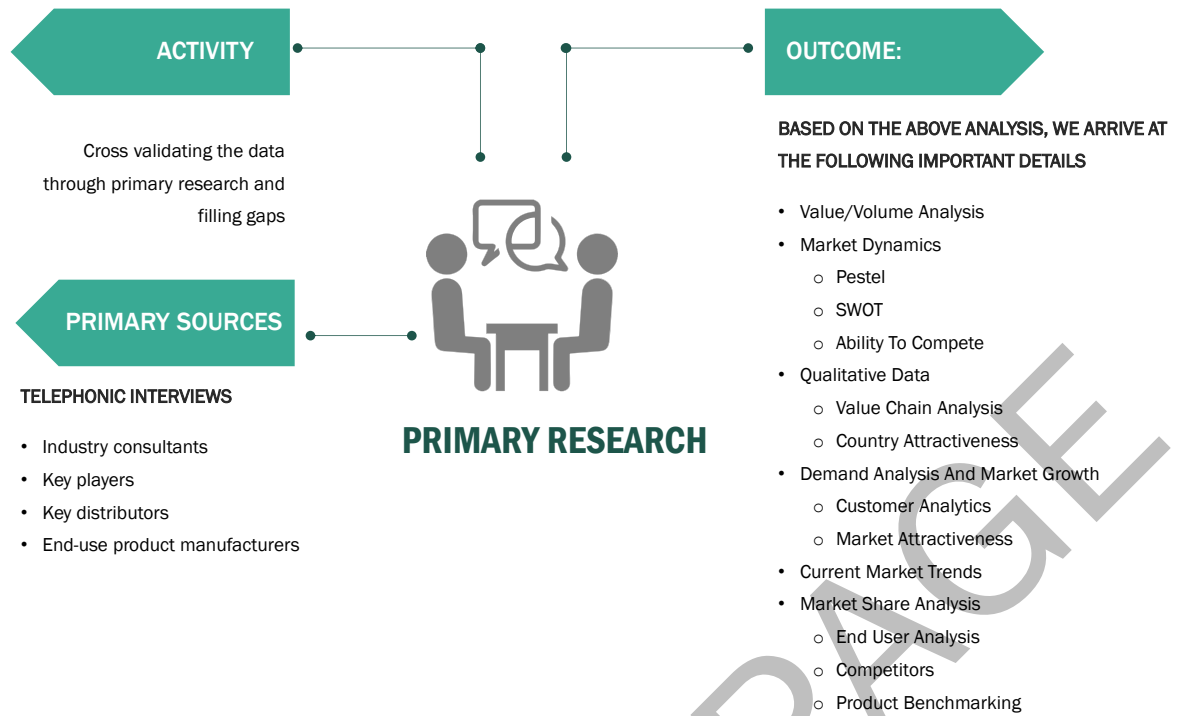 ACTIVITY
Cross validating the data
through primary research and
filling gaps
PRIMARY SOURCES
TELEPHONIC INTERVIEWS
• Industry consultants
• Key players
• Key distributors
• End-use product manufacturers
PRIMARY RESEARCH
OUTCOME:
BASED ON THE ABOVE ANALYSIS, WE ARRIVE AT
THE FOLLOWING IMPORTANT DETAILS
• Value/Volume Analysis
• Market Dynamics
o Pestel
o SWOT
o Ability To Compete
• Qualitative Data
o Value Chain Analysis
o Country Attractiveness
• Demand Analysis And Market Growth
o Customer Analytics
o Market Attractiveness
• Current Market Trends
• Market Share Analysis
o End User Analysis
o Competitors
o Product Benchmarking
PAGE